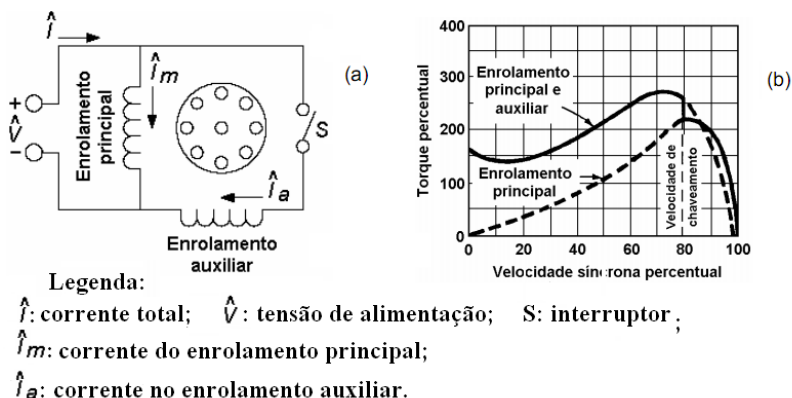 Î
(a)
Îm
Enrolamento principal
+
V̂
-
S
Îa
Enrolamento
auxiliar
(b)
Torque percentual
400
300
200
100
0
Enrolamento
principal e
auxiliar
Enrolamento
principal
Velocidade de
chaveamento
0 20 40 60 80 100
Velocidade síncrona percentual
Legenda:
Î: corrente total; V̂: tensão de alimentação; S: interruptor;
Îm: corrente do enrolamento principal;
Îa: corrente no enrolamento auxiliar.